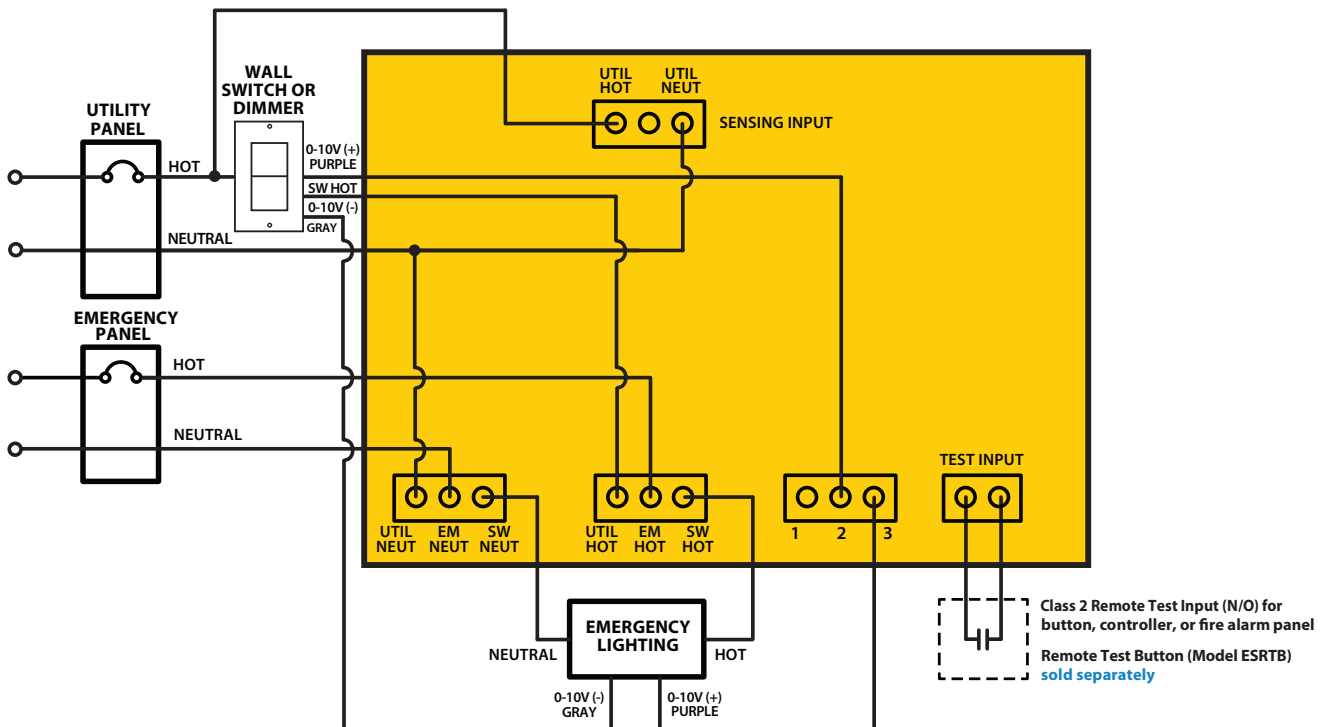 WALL
SWITCH OR
DIMMER
UTILITY
PANEL
HOT
0-10V (+)
PURPLE
SW HOT
0-10V (-)
GRAY
NEUTRAL
UTIL
HOT
UTIL
NEUT
SENSING INPUT
EMERGENCY
PANEL
HOT
NEUTRAL
UTIL
NEUT
EM
NEUT
SW
NEUT
UTIL
HOT
EM
HOT
SW
HOT
1 2 3
TEST INPUT
EMERGENCY
LIGHTING
NEUTRAL
HOT
0-10V (-)
GRAY
0-10V (+)
PURPLE
Class 2 Remote Test Input (N/O) for
button, controller, or fire alarm panel
Remote Test Button (Model ESRTB)
sold separately